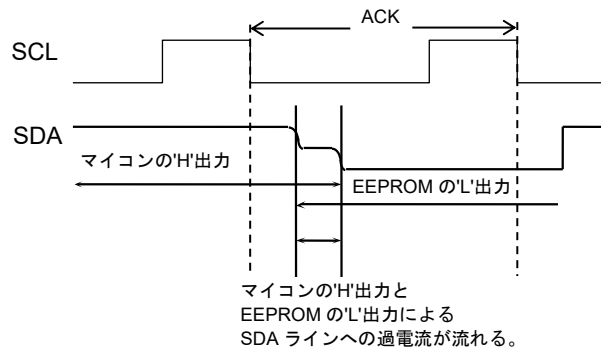 ACK
SCL
SDA
マイコンの'H'出力
EEPROM の'L'出力
マイコンの'H'出力と
EEPROM の'L'出力による
SDA ラインへの過電流が流れる。